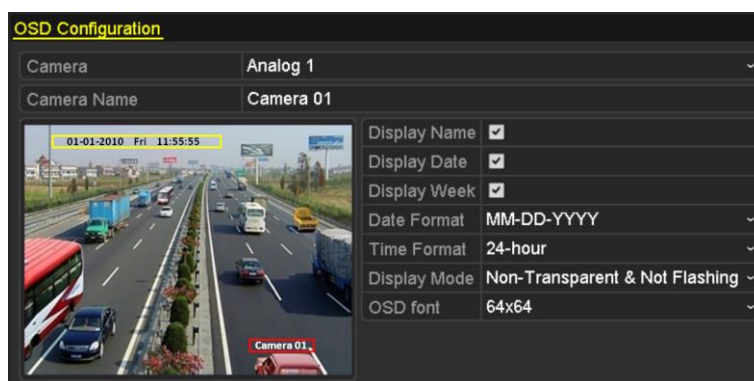 OSD Configuration
Camera Analog 1
Camera Name Camera 01
01-01-2010 Fri 11:55:55
Display Name
Display Date
Display Week
Date Format MM-DD-YYYY
Time Format 24-hour
Display Mode Non-Transparent & Not Flashing
OSD font 64x64
Camera 01